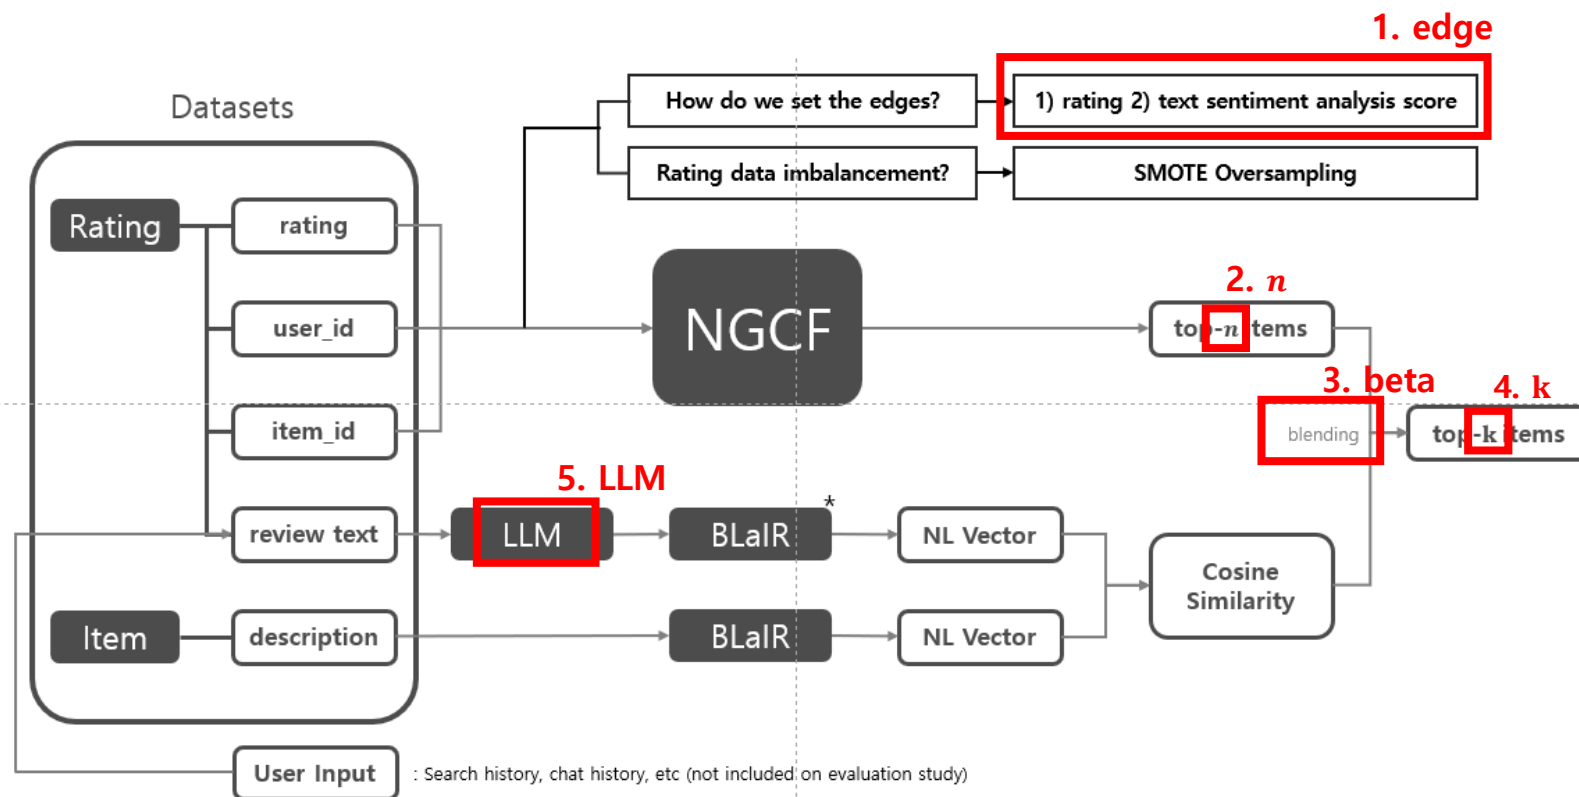 1. edge
How do we set the edges?
1) rating 2) text sentiment analysis score
Datasets
Rating data imbalancement?
SMOTE Oversampling
Rating
rating
user_id
item_id
review text
NGCF
2. n
top-n items
3. beta
4. k
blending
top-k items
5. LLM
LLM
BLaIR
*
NL Vector
Cosine
Similarity
Item
description
BLaIR
NL Vector
User Input
: Search history, chat history, etc (not included on evaluation study)